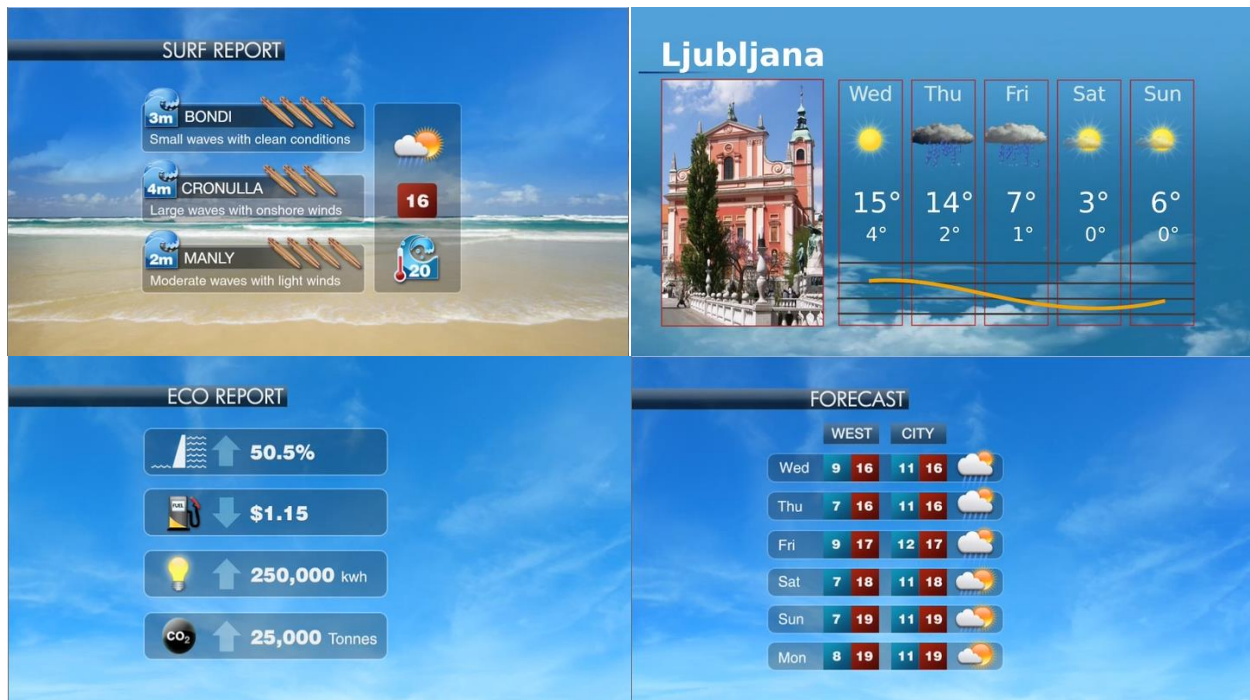 SURF REPORT
3m BONDI
Small waves with clean conditions
4m CRONULLA
Large waves with onshore winds
2m MANLY
Moderate waves with light winds
16
20
Ljubljana
Wed Thu Fri Sat Sun
15° 14° 7° 3° 6°
4° 2° 1° 0° 0°
ECO REPORT
50.5%
FUEL
$1.15
250,000 kwh
CO2
25,000 Tonnes
FORECAST
WEST CITY
Wed 9 16 11 16
Thu 7 16 11 16
Fri 9 17 12 17
Sat 7 18 11 18
Sun 7 19 11 19
Mon 8 19 11 19